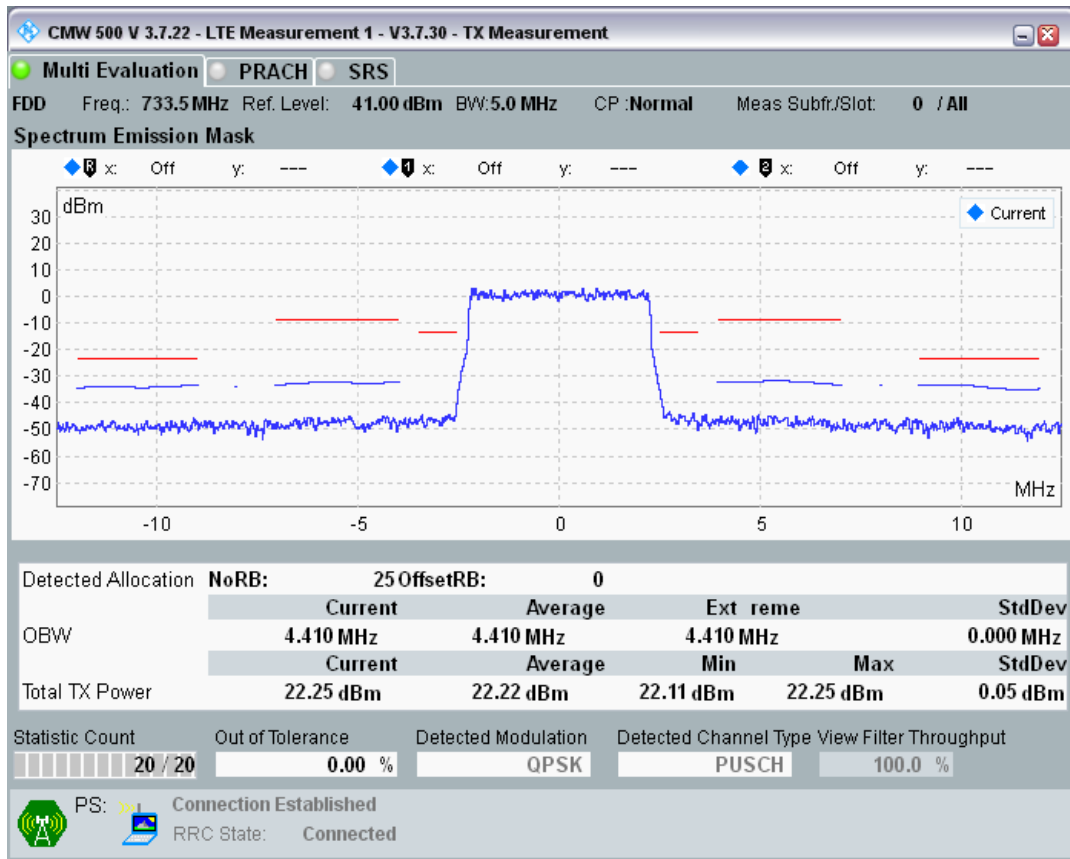 CMW 500 V 3.7.22 - LTE Measurement 1 - V3.7.30 - TX Measurement
Multi Evaluation PRACH SRS
FDD Freq.: 733.5 MHz Ref. Level: 41.00 dBm BW:5.0 MHz CP :Normal Meas Subfr./Slot: 0 / All
Spectrum Emission Mask
R x: Off y: --- 1 x: Off y: --- 2 x: Off y: ---
dBm
Current
30
20
10
0
-10
-20
-30
-40
-50
-60
-70
MHz
-10 -5 0 5 10
Detected Allocation NoRB: 25 OffsetRB: 0
Current Average Ext reme StdDev
OBW 4.410 MHz 4.410 MHz 4.410 MHz 0.000 MHz
Current Average Min Max StdDev
Total TX Power 22.25 dBm 22.22 dBm 22.11 dBm 22.25 dBm 0.05 dBm
Statistic Count Out of Tolerance Detected Modulation Detected Channel Type View Filter Throughput
20 / 20 0.00 % QPSK PUSCH 100.0 %
PS: Connection Established
RRC State: Connected